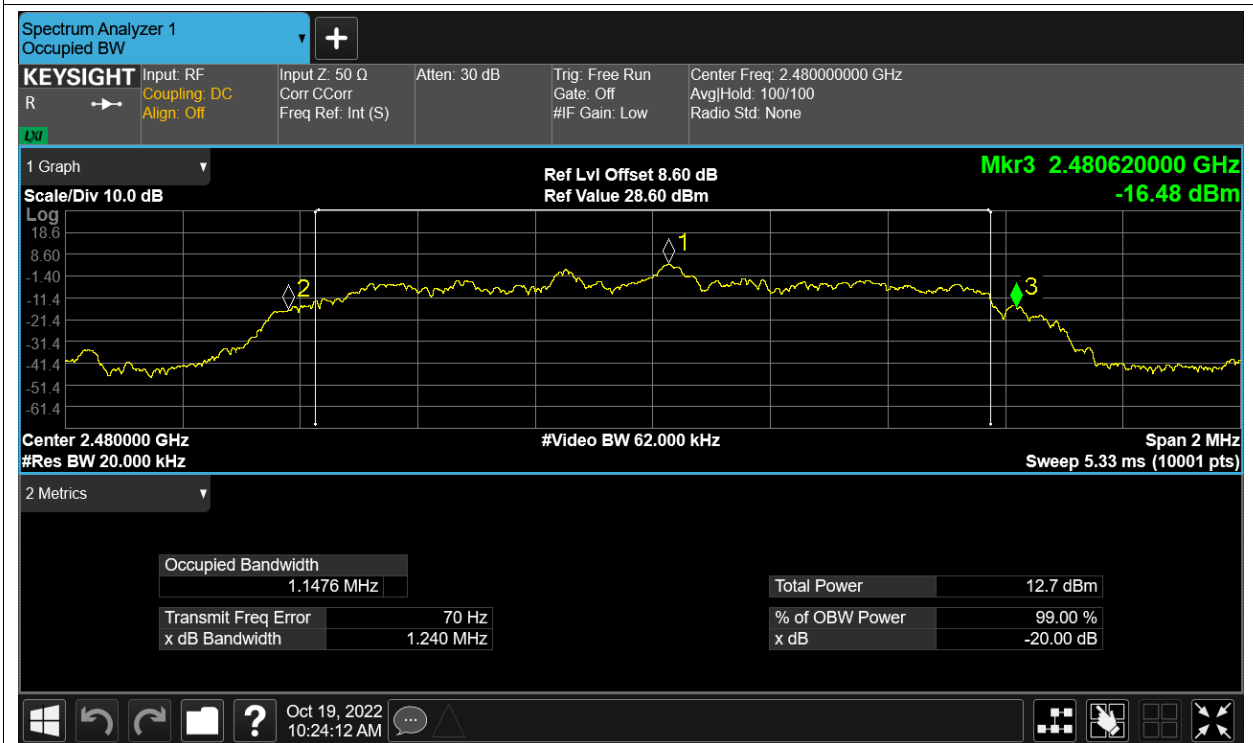 Spectrum Analyzer 1
Occupied BW
KEYSIGHT
R
LXI
Input: RF
Coupling: DC
Align: Off
Input Z: 50 Ω
Corr CCorr
Freq Ref: Int (S)
Atten: 30 dB
Trig: Free Run
Gate: Off
#IF Gain: Low
Center Freq: 2.480000000 GHz
Avg|Hold: 100/100
Radio Std: None
1 Graph
Scale/Div 10.0 dB
Ref Lvl Offset 8.60 dB
Ref Value 28.60 dBm
Mkr3 2.480620000 GHz
-16.48 dBm
Log
18.6
8.60
-1.40
-11.4
-21.4
-31.4
-41.4
-51.4
-61.4
1
2
3
Center 2.480000 GHz
#Video BW 62.000 kHz
Span 2 MHz
#Res BW 20.000 kHz
Sweep 5.33 ms (10001 pts)
2 Metrics
Occupied Bandwidth
1.1476 MHz
Total Power 12.7 dBm
Transmit Freq Error 70 Hz
% of OBW Power 99.00 %
x dB Bandwidth 1.240 MHz
x dB -20.00 dB
?
Oct 19, 2022
10:24:12 AM